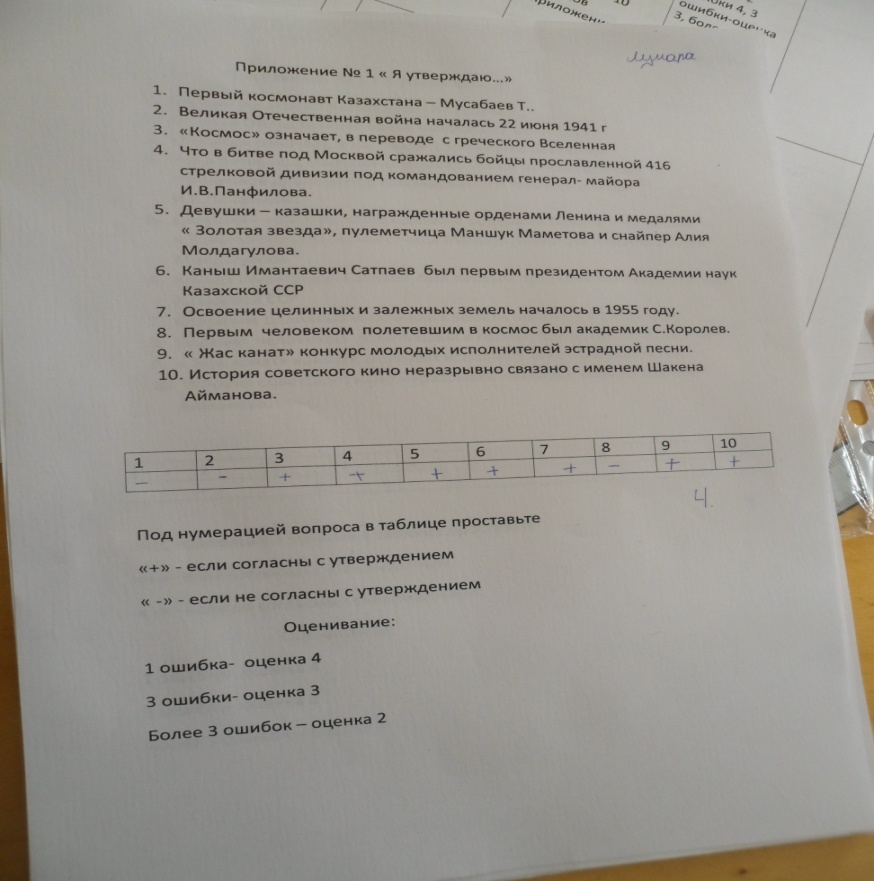 10
ошибки-оценка
Приложение № 1 « Я утверждаю...»
1. Первый космонавт Казахстана – Мусабаев Т..
2. Великая Отечественная война началась 22 июня 1941 г
3. «Космос» означает, в переводе с греческого Вселенная
4. Что в битве под Москвой сражались бойцы прославленной 416
стрелковой дивизии под командованием генерал- майора
И.В.Панфилова.
5. Девушки – казашки, награжденные орденами Ленина и медалями
« Золотая звезда», пулеметчица Маншук Маметова и снайпер Алия
Молдагулова.
6. Каныш Имантаевич Сатпаев был первым президентом Академии наук
Казахской ССР
7. Освоение целинных и залежных земель началось в 1955 году.
8. Первым человеком полетевшим в космос был академик С.Королев.
9. « Жас канат» конкурс молодых исполнителей эстрадной песни.
10. История советского кино неразрывно связано с именем Шакена
Айманова.
1 2 3 4 5 6 7 8 9 10
– – + + + + + – + +
4.
Под нумерацией вопроса в таблице проставьте
«+» - если согласны с утверждением
« -» - если не согласны с утверждением
Оценивание:
1 ошибка- оценка 4
3 ошибки- оценка 3
Более 3 ошибок – оценка 2